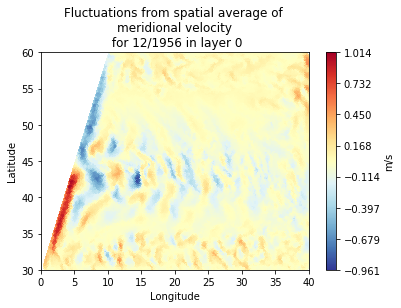 Fluctuations from spatial average of
meridional velocity
for 12/1956 in layer 0
60
55
50
45
40
35
30
Latitude
0 5 10 15 20 25 30 35 40
Longitude
1.014
0.732
0.450
0.168
−0.114
−0.397
−0.679
−0.961
m/s